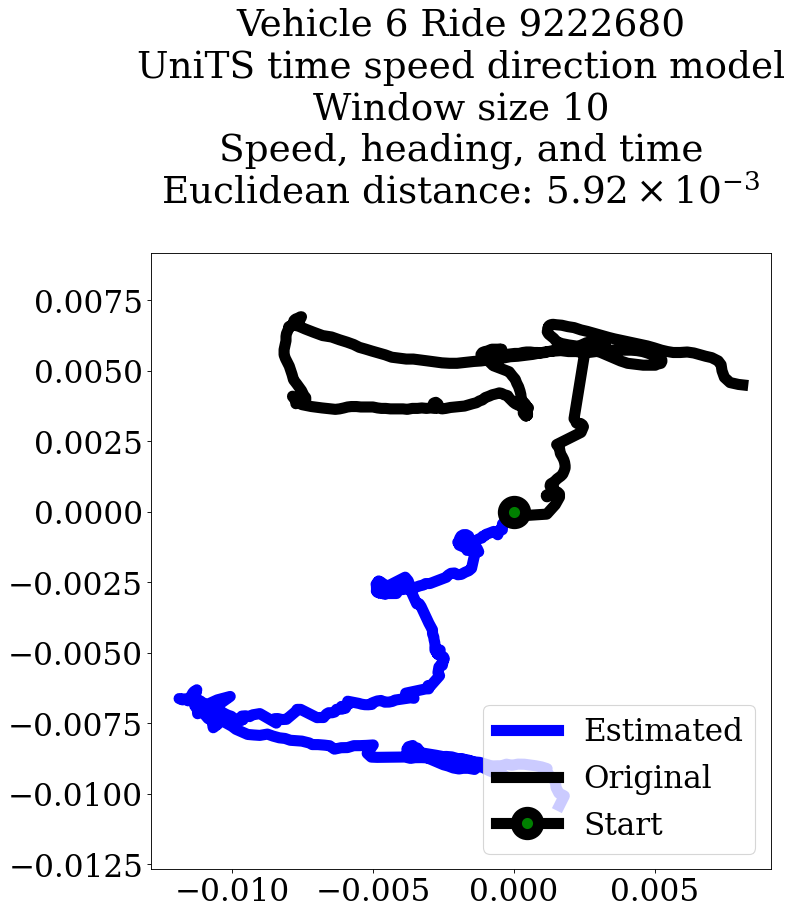 Vehicle 6 Ride 9222680
UniTS time speed direction model
Window size 10
Speed, heading, and time
Euclidean distance: 5.92 × 10⁻³
0.0075
0.0050
0.0025
0.0000
−0.0025
−0.0050
−0.0075
−0.0100
−0.0125
Estimated
Original
Start
−0.010 −0.005 0.000 0.005